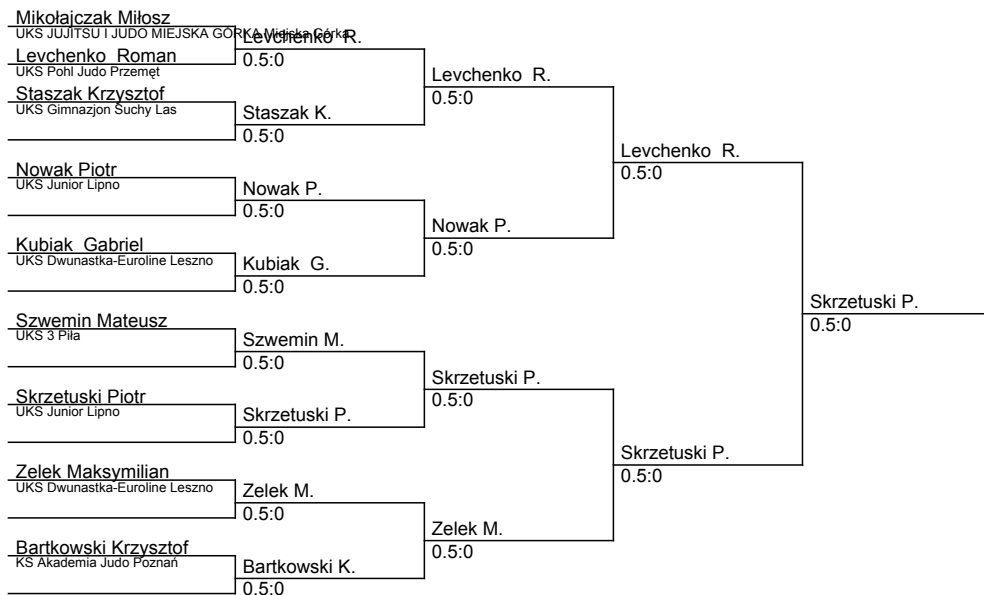 Mikołajczak Miłosz
UKS JUJITSU I JUDO MIEJSKA GÓRKA Miejska Górka
Levchenko  R.
0.5:0
Levchenko  Roman
UKS Pohl Judo Przemęt
Levchenko  R.
0.5:0
Staszak Krzysztof
UKS Gimnazjon Suchy Las
Staszak K.
0.5:0
Levchenko  R.
0.5:0
Nowak Piotr
UKS Junior Lipno
Nowak P.
0.5:0
Nowak P.
0.5:0
Kubiak  Gabriel
UKS Dwunastka-Euroline Leszno
Kubiak  G.
0.5:0
Skrzetuski P.
0.5:0
Szwemin Mateusz
UKS 3 Piła
Szwemin M.
0.5:0
Skrzetuski P.
0.5:0
Skrzetuski Piotr
UKS Junior Lipno
Skrzetuski P.
0.5:0
Skrzetuski P.
0.5:0
Zelek Maksymilian
UKS Dwunastka-Euroline Leszno
Zelek M.
0.5:0
Zelek M.
0.5:0
Bartkowski Krzysztof
KS Akademia Judo Poznań
Bartkowski K.
0.5:0